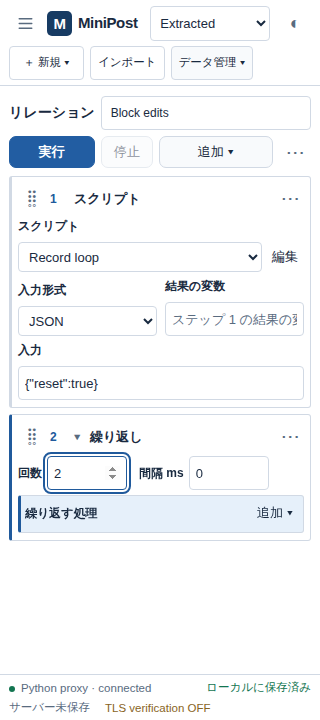 M MiniPost Extracted
＋ 新規 ▾ インポート データ管理 ▾
リレーション Block edits
実行 停止 追加 ▾ ···
1 スクリプト ···
スクリプト
Record loop 編集
入力形式 結果の変数
JSON ステップ 1 の結果の変
入力
{"reset":true}
2 ▾ 繰り返し ···
回数 2 間隔 ms 0
繰り返す処理 追加 ▾
Python proxy · connected ローカルに保存済み
サーバー未保存 TLS verification OFF